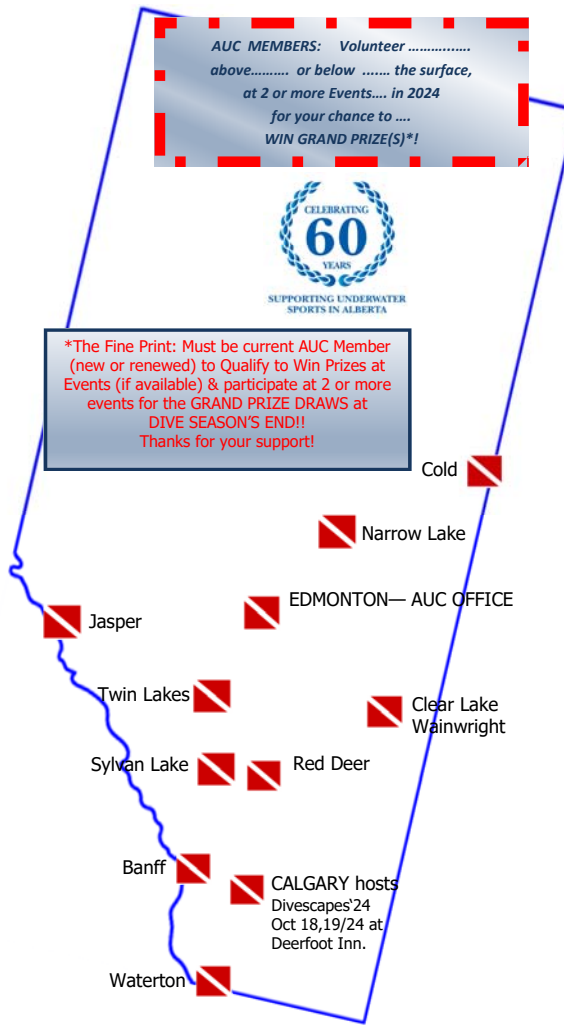 AUC MEMBERS: Volunteer ………..….
above………. or below ….... the surface,
at 2 or more Events…. in 2024
for your chance to ….
WIN GRAND PRIZE(S)*!
CELEBRATING
60
YEARS
SUPPORTING UNDERWATER
SPORTS IN ALBERTA
*The Fine Print: Must be current AUC Member
(new or renewed) to Qualify to Win Prizes at
Events (if available) & participate at 2 or more
events for the GRAND PRIZE DRAWS at
DIVE SEASON’S END!!
Thanks for your support!
Cold
Narrow Lake
EDMONTON— AUC OFFICE
Jasper
Twin Lakes
Clear Lake
Wainwright
Sylvan Lake
Red Deer
Banff
CALGARY hosts
Divescapes‘24
Oct 18,19/24 at
Deerfoot Inn.
Waterton